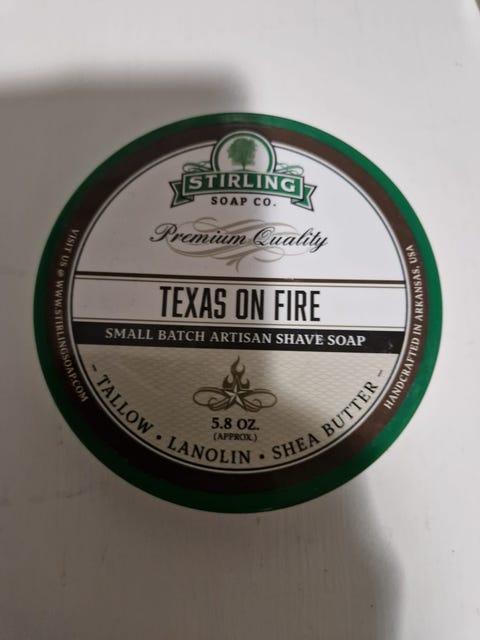 STIRLING
SOAP CO.
Premium Quality
TEXAS ON FIRE
SMALL BATCH ARTISAN SHAVE SOAP
5.8 OZ.
(APPROX.)
- TALLOW • LANOLIN • SHEA BUTTER -
VISIT US @ WWW.STIRLINGSOAP.COM
HANDCRAFTED IN ARKANSAS, USA